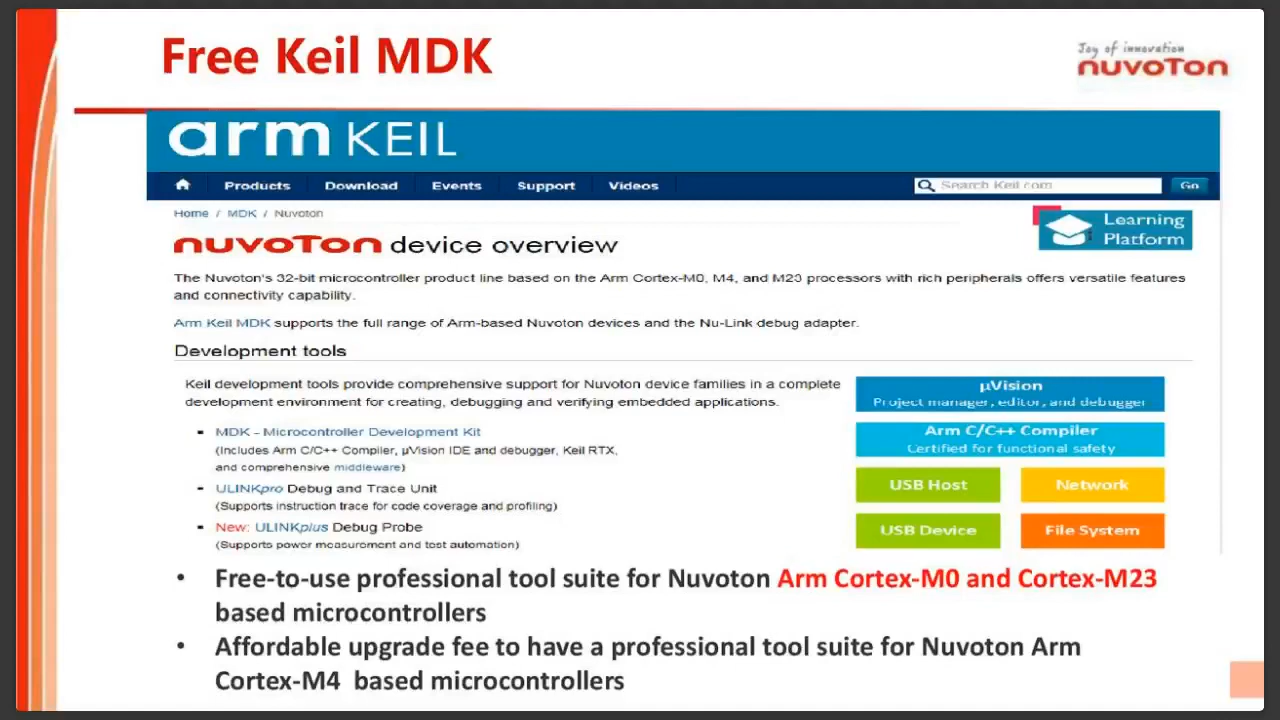 Free Keil MDK
Joy of innovation
nuvoTon
arm KEIL
Products Download Events Support Videos Search Keil.com Go
Home / MDK / Nuvoton
Learning
Platform
nuvoTon device overview
The Nuvoton's 32-bit microcontroller product line based on the Arm Cortex-M0, M4, and M23 processors with rich peripherals offers versatile features
and connectivity capability.
Arm Keil MDK supports the full range of Arm-based Nuvoton devices and the Nu-Link debug adapter.
Development tools
Keil development tools provide comprehensive support for Nuvoton device families in a complete
development environment for creating, debugging and verifying embedded applications.
▪ MDK - Microcontroller Development Kit
(Includes Arm C/C++ Compiler, µVision IDE and debugger, Keil RTX,
and comprehensive middleware)
▪ ULINKpro Debug and Trace Unit
(Supports instruction trace for code coverage and profiling)
▪ New: ULINKplus Debug Probe
(Supports power measurement and test automation)
µVision
Project manager, editor, and debugger
Arm C/C++ Compiler
Certified for functional safety
USB Host Network
USB Device File System
• Free-to-use professional tool suite for Nuvoton Arm Cortex-M0 and Cortex-M23
based microcontrollers
• Affordable upgrade fee to have a professional tool suite for Nuvoton Arm
Cortex-M4 based microcontrollers